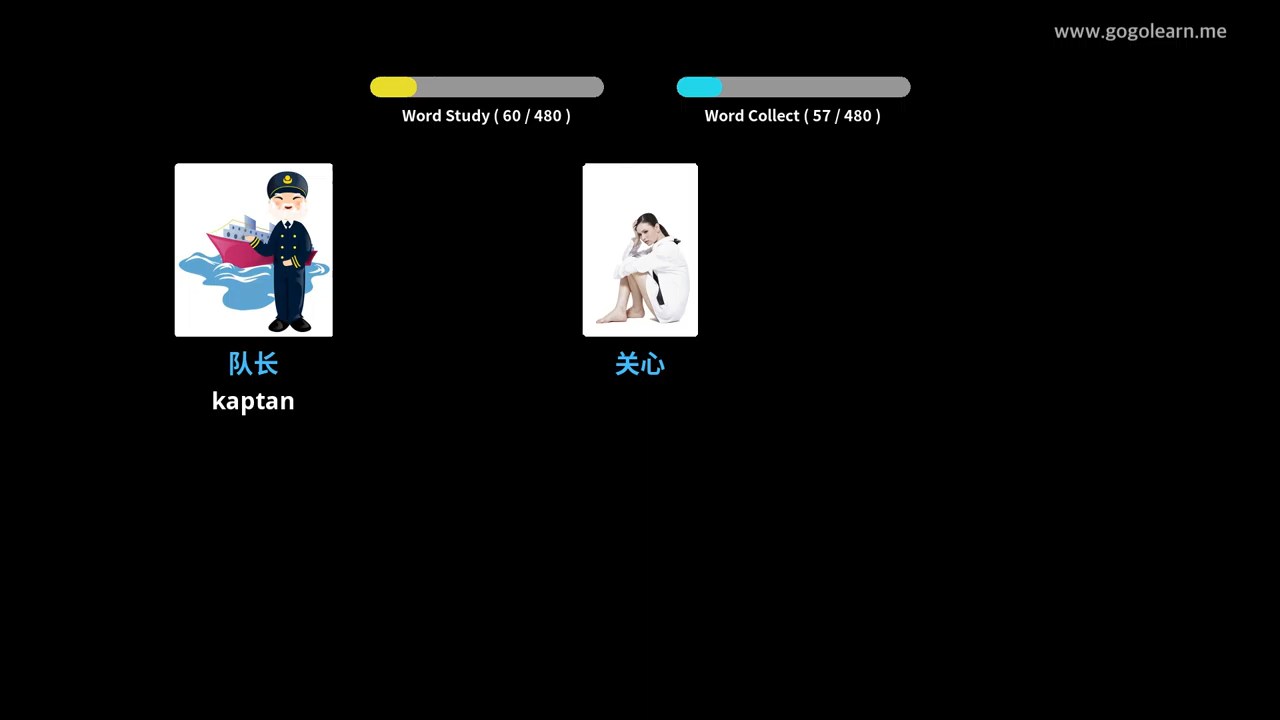 www.gogolearn.me
Word Study ( 60 / 480 )
Word Collect ( 57 / 480 )
队长
关心
kaptan